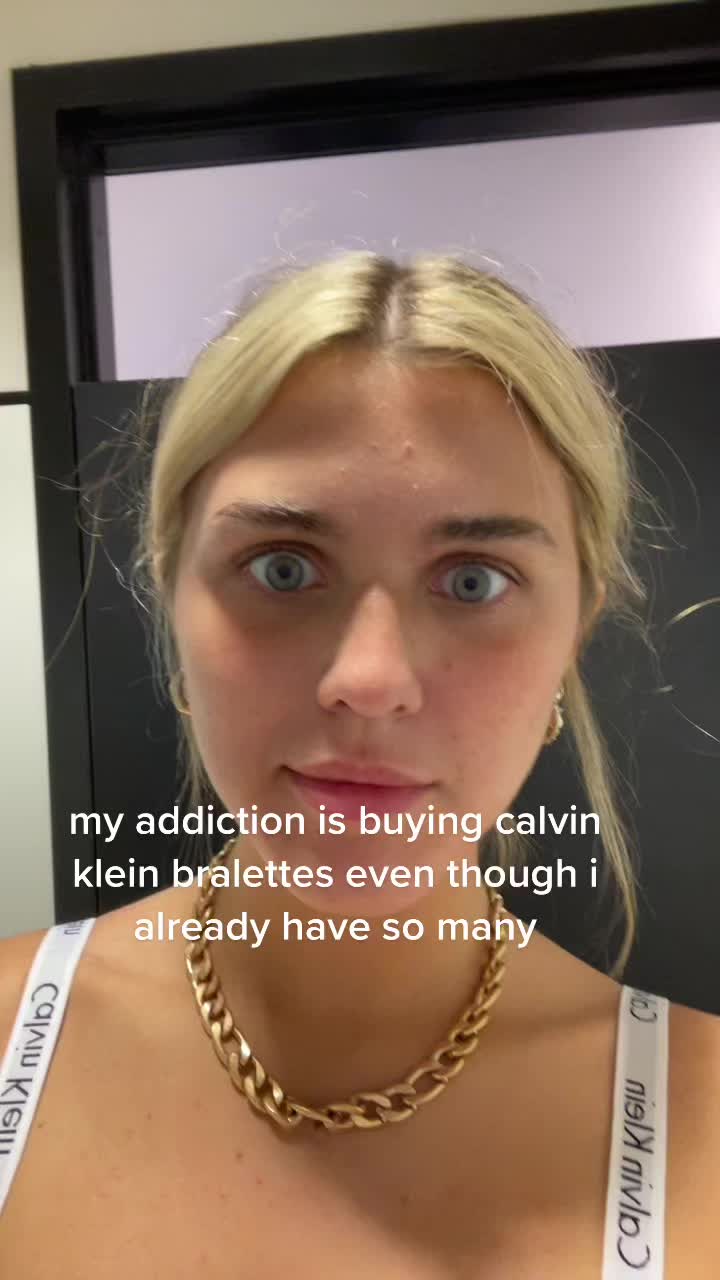 my addiction is buying calvin
klein bralettes even though i
already have so many
Calvin Klein
Calvin Klein